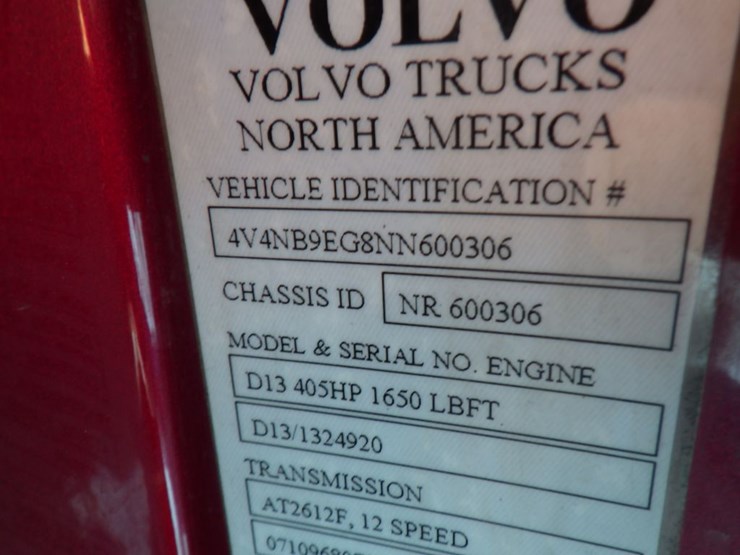 VOLVO
VOLVO TRUCKS
NORTH AMERICA
VEHICLE IDENTIFICATION #
4V4NB9EG8NN600306
CHASSIS ID NR 600306
MODEL & SERIAL NO. ENGINE
D13 405HP 1650 LBFT
D13/1324920
TRANSMISSION
AT2612F, 12 SPEED